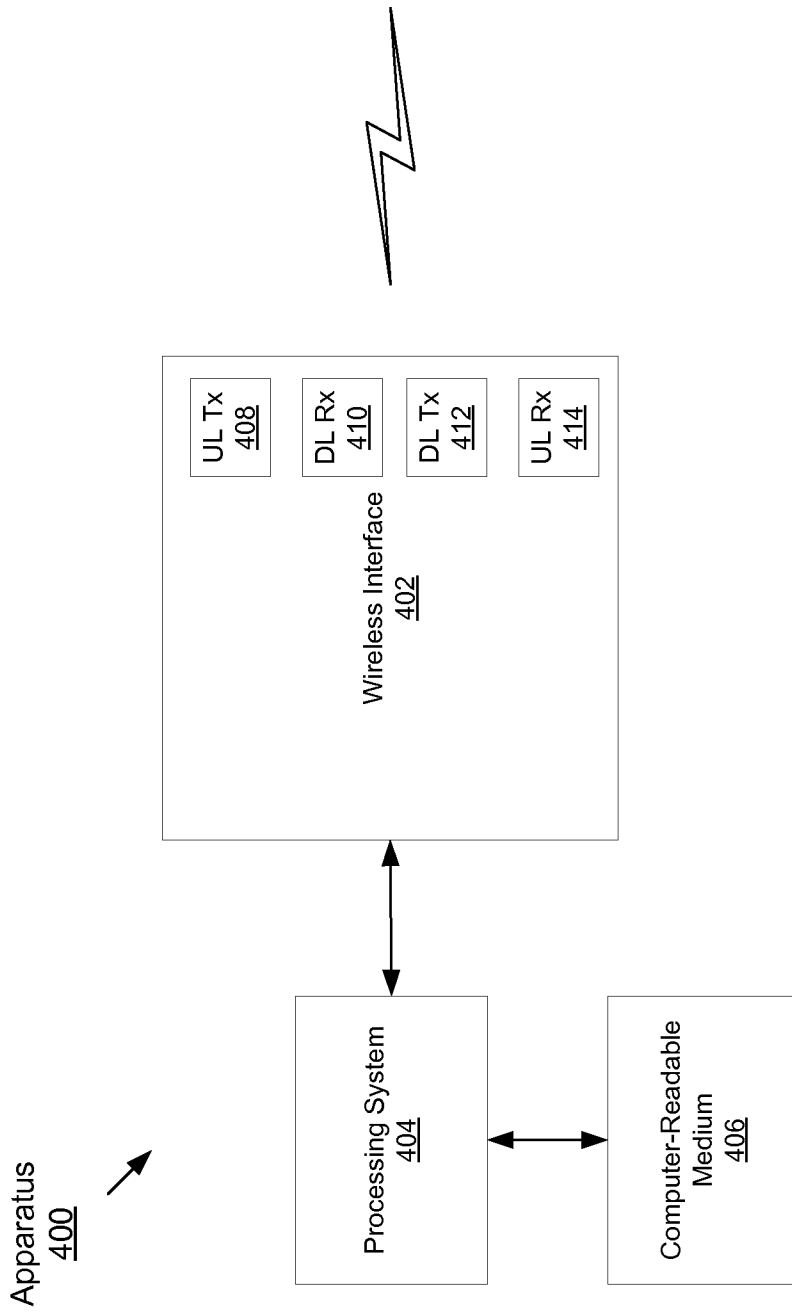 Apparatus
400
Processing System
404
Computer-Readable
Medium
406
Wireless Interface
402
UL Tx
408
DL Rx
410
DL Tx
412
UL Rx
414